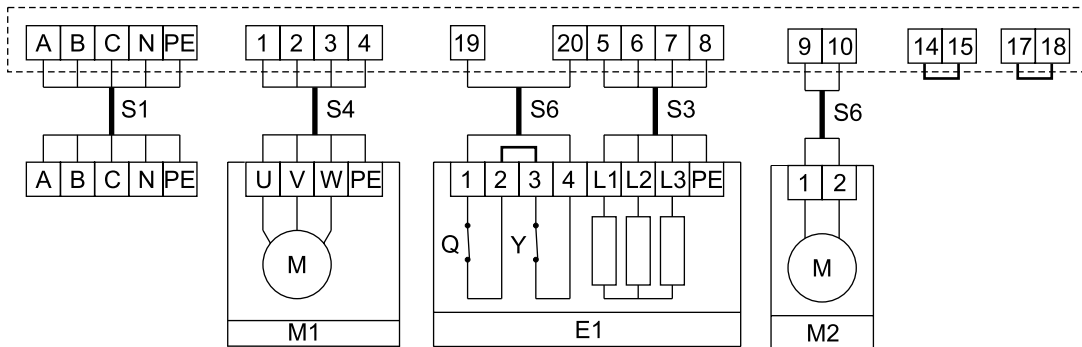 A B C N PE 1 2 3 4 19 20 5 6 7 8 9 10 14 15 17 18
S1 S4 S6 S3 S6
A B C N PE U V W PE 1 2 3 4 L1 L2 L3 PE 1 2
Q Y
M M
M1 E1 M2